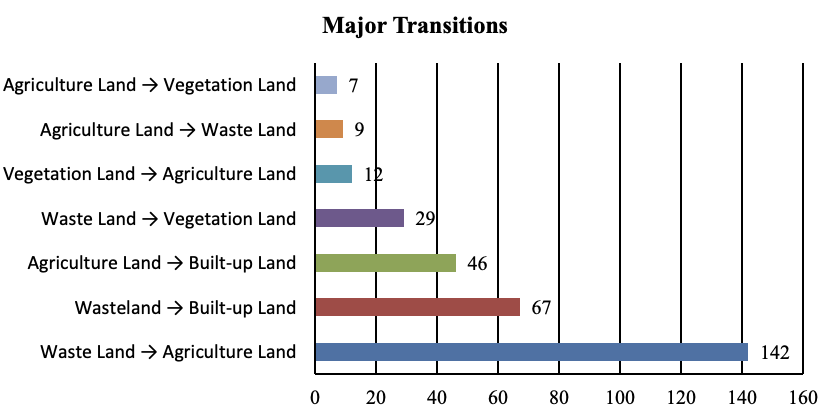 Major Transitions
Agriculture Land → Vegetation Land 7
Agriculture Land → Waste Land 9
Vegetation Land → Agriculture Land 12
Waste Land → Vegetation Land 29
Agriculture Land → Built-up Land 46
Wasteland → Built-up Land 67
Waste Land → Agriculture Land 142
0 20 40 60 80 100 120 140 160